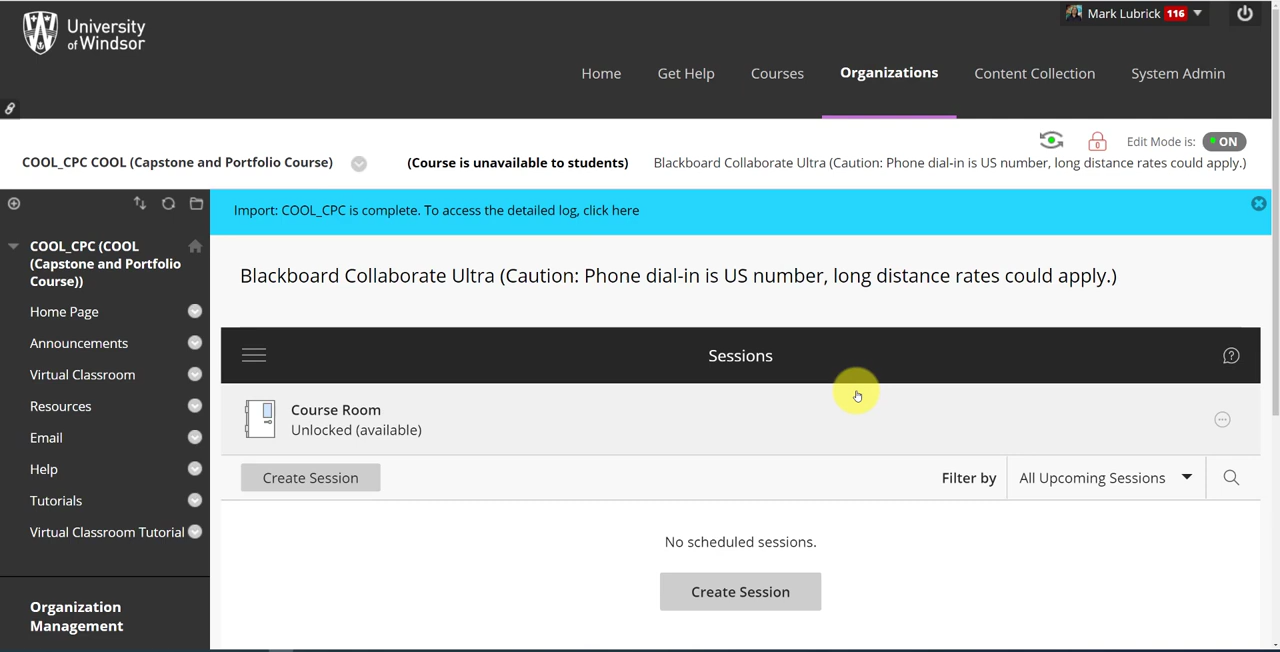 University
of Windsor
Mark Lubrick 116
Home
Get Help
Courses
Organizations
Content Collection
System Admin
COOL_CPC COOL (Capstone and Portfolio Course)
(Course is unavailable to students)
Blackboard Collaborate Ultra (Caution: Phone dial-in is US number, long distance rates could apply.)
Edit Mode is:
ON
COOL_CPC (COOL
(Capstone and Portfolio
Course))
Home Page
Announcements
Virtual Classroom
Resources
Email
Help
Tutorials
Virtual Classroom Tutorial
Organization
Management
Import: COOL_CPC is complete. To access the detailed log, click here
Blackboard Collaborate Ultra (Caution: Phone dial-in is US number, long distance rates could apply.)
Sessions
Course Room
Unlocked (available)
Create Session
Filter by
All Upcoming Sessions
No scheduled sessions.
Create Session